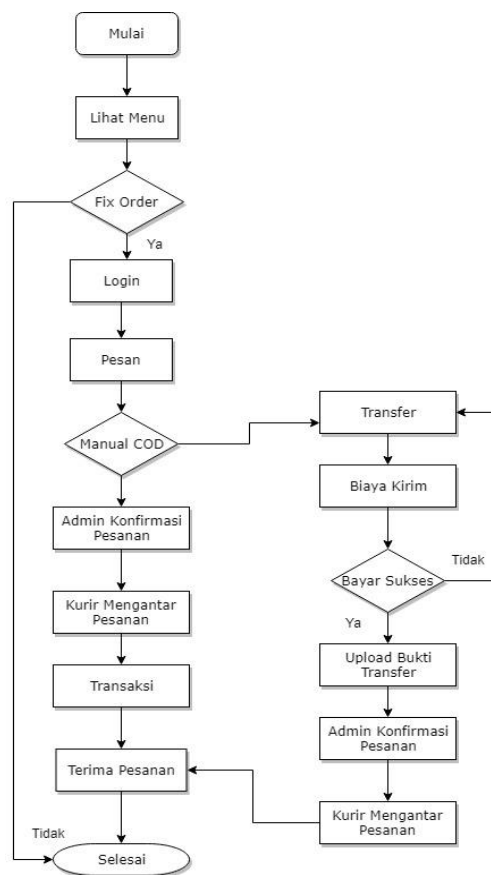 Mulai
Lihat Menu
Fix Order
Ya
Login
Pesan
Manual COD
Admin Konfirmasi
Pesanan
Kurir Mengantar
Pesanan
Transaksi
Terima Pesanan
Tidak
Selesai
Transfer
Biaya Kirim
Bayar Sukses
Tidak
Ya
Upload Bukti
Transfer
Admin Konfirmasi
Pesanan
Kurir Mengantar
Pesanan